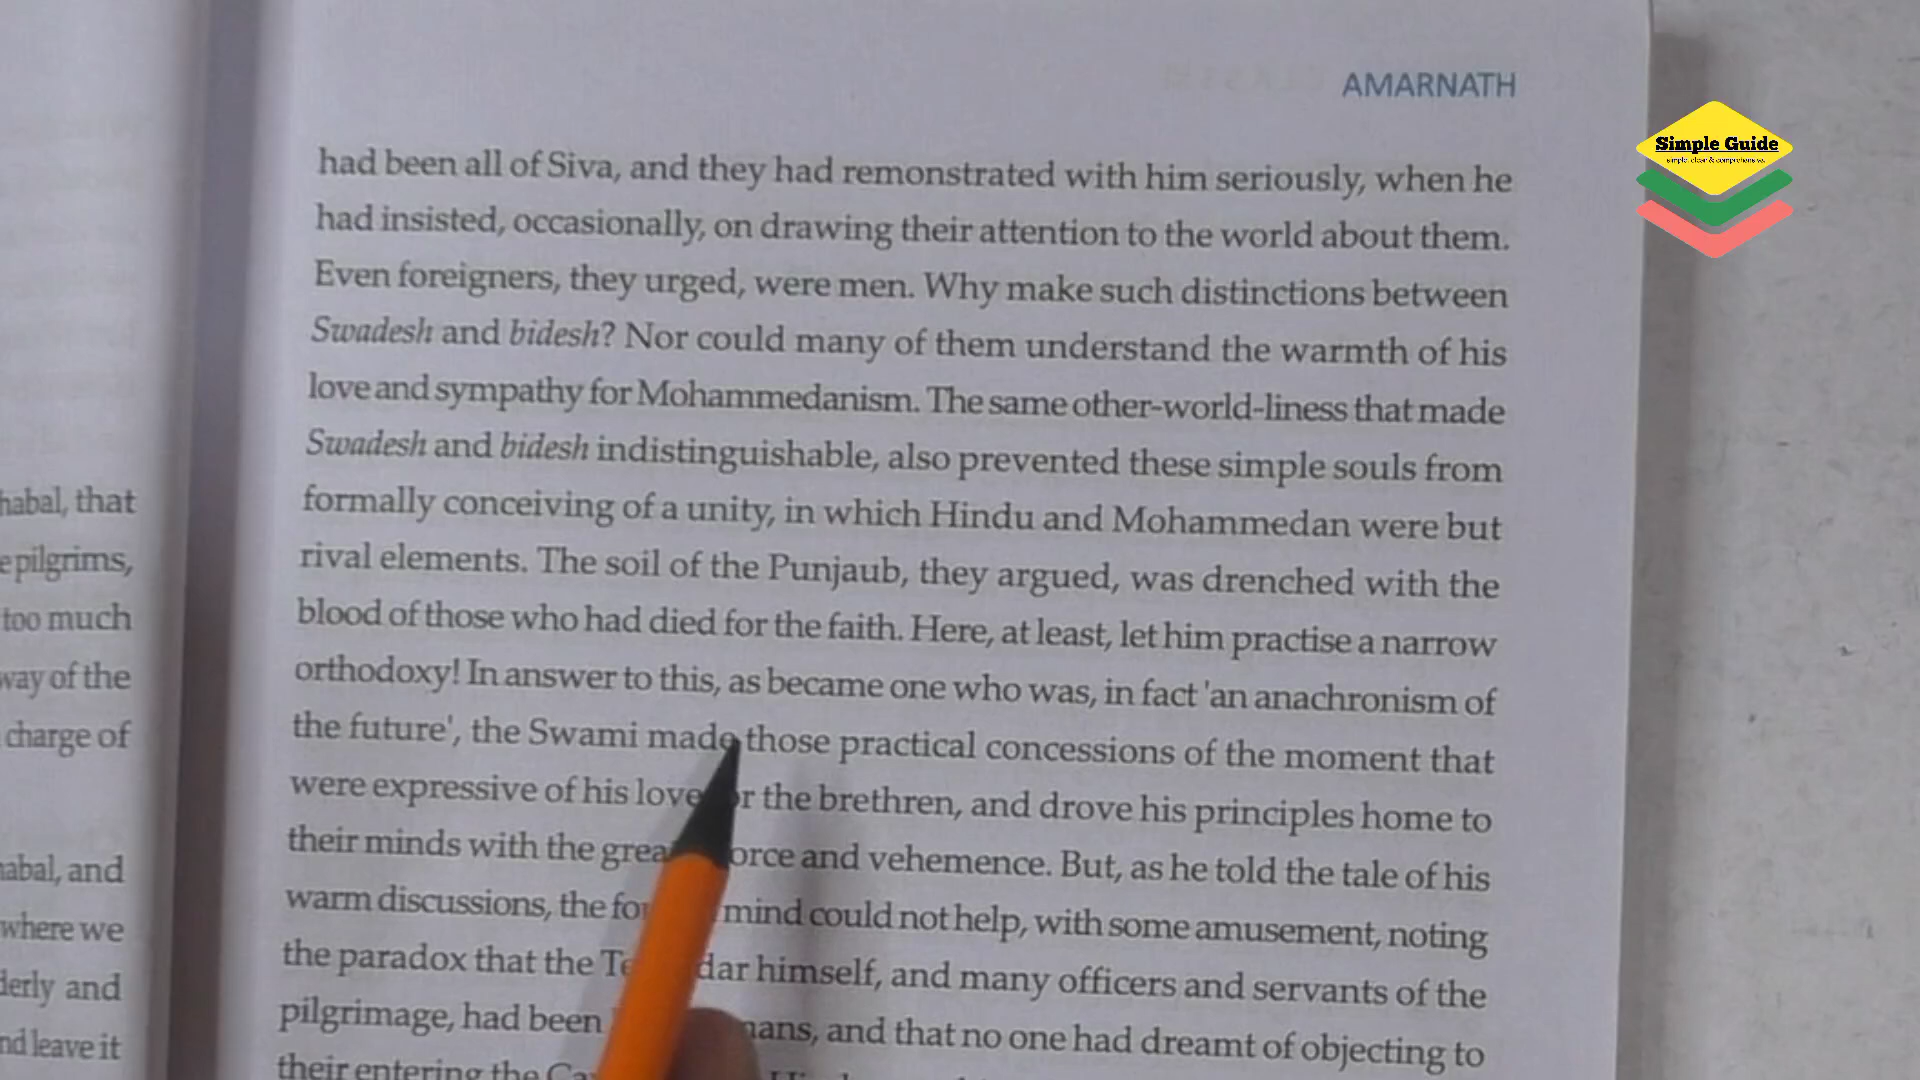 AMARNATH
Simple Guide
simple, clear & comprehensive.
had been all of Siva, and they had remonstrated with him seriously, when he
had insisted, occasionally, on drawing their attention to the world about them.
Even foreigners, they urged, were men. Why make such distinctions between
Swadesh and bidesh? Nor could many of them understand the warmth of his
love and sympathy for Mohammedanism. The same other-world-liness that made
Swadesh and bidesh indistinguishable, also prevented these simple souls from
formally conceiving of a unity, in which Hindu and Mohammedan were but
rival elements. The soil of the Punjaub, they argued, was drenched with the
blood of those who had died for the faith. Here, at least, let him practise a narrow
orthodoxy! In answer to this, as became one who was, in fact 'an anachronism of
the future', the Swami made those practical concessions of the moment that
were expressive of his love the brethren, and drove his principles home to
their minds with the and vehemence. But, as he told the tale of his
warm discussions, the mind could not help, with some amusement, noting
the paradox that the himself, and many officers and servants of the
pilgrimage, had been and that no one had dreamt of objecting to
their entering the
habal, that
pilgrims,
too much
way of the
charge of
habal, and
where we
and
leave it